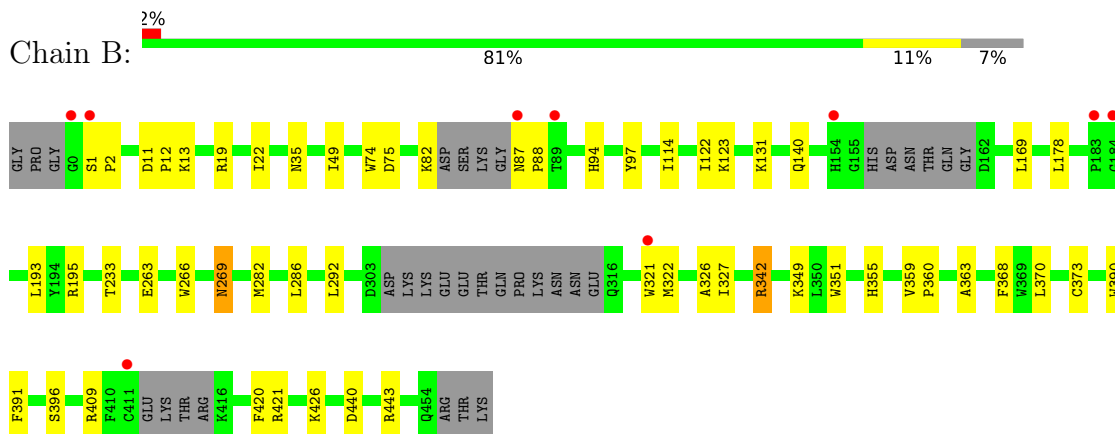 2%
Chain B:
81% 11% 7%
GLY PRO GLY G0 S1 P2 D11 P12 K13 R19 I22 N35 I49 W74 D75 K82 ASP SER LYS GLY N87 P88 T89 H94 Y97 I114 I122 K123 K131 Q140 H154 G155 HIS ASP ASN THR GLN GLY D162 L169 L178 P183 G184
L193 Y194 R195 T233 E263 W266 N269 M282 L286 L292 D303 ASP LYS LYS GLU GLU THR GLN PRO LYS ASN ASN GLU Q316 W321 M322 A326 I327 R342 K349 L350 W351 H355 V359 P360 A363 F368 W369 L370 C373 W390
F391 S396 R409 F410 C411 GLU LYS THR ARG K416 F420 R421 K426 D440 R443 Q454 ARG THR LYS